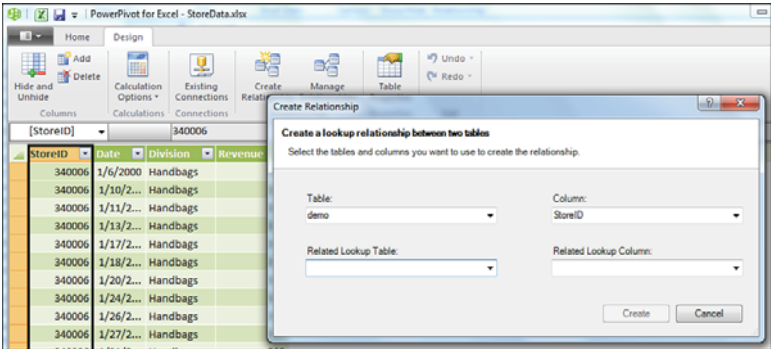 PowerPivot for Excel - StoreData.xlsx
Home Design
Add
Delete
Hide and Unhide
Calculation Options
Existing Connections
Create
Manage
Table
Undo
Redo
Columns Calculations Connections
[StoreID] 340006
StoreID Date Division Revenue
340006 1/6/2000 Handbags
340006 1/10/2... Handbags
340006 1/11/2... Handbags
340006 1/13/2... Handbags
340006 1/17/2... Handbags
340006 1/18/2... Handbags
340006 1/20/2... Handbags
340006 1/24/2... Handbags
340006 1/26/2... Handbags
340006 1/27/2... Handbags
Create Relationship
Create a lookup relationship between two tables
Select the tables and columns you want to use to create the relationship.
Table: Column:
demo StoreID
Related Lookup Table: Related Lookup Column:
Create Cancel